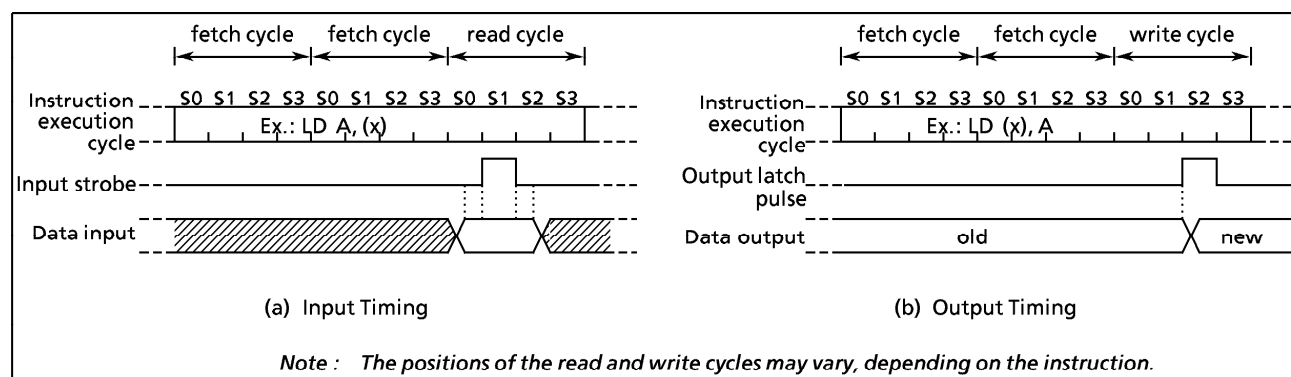 fetch cycle fetch cycle read cycle
S0 S1 S2 S3 S0 S1 S2 S3 S0 S1 S2 S3
Instruction
execution
cycle
Ex.: LD A, (x)
Input strobe
Data input
(a) Input Timing
fetch cycle fetch cycle write cycle
S0 S1 S2 S3 S0 S1 S2 S3 S0 S1 S2 S3
Instruction
execution
cycle
Ex.: LD (x), A
Output latch
pulse
Data output
old
new
(b) Output Timing
Note : The positions of the read and write cycles may vary, depending on the instruction.